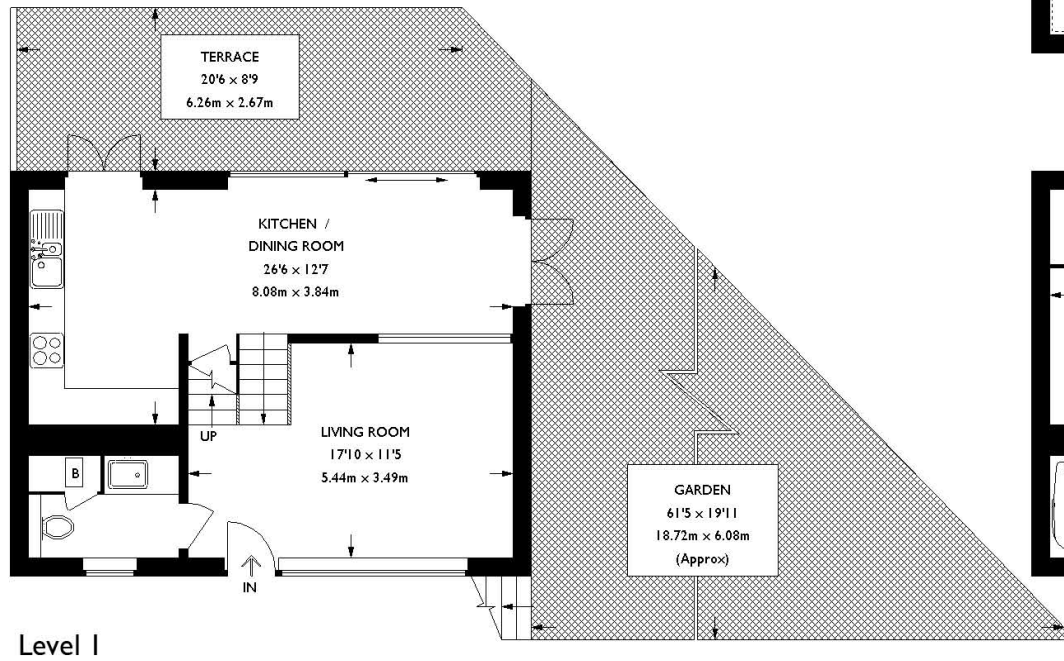 TERRACE
20'6 × 8'9
6.26m × 2.67m
KITCHEN /
DINING ROOM
26'6 × 12'7
8.08m × 3.84m
UP
LIVING ROOM
17'10 × 11'5
5.44m × 3.49m
B
GARDEN
61'5 × 19'11
18.72m × 6.08m
(Approx)
IN
Level 1